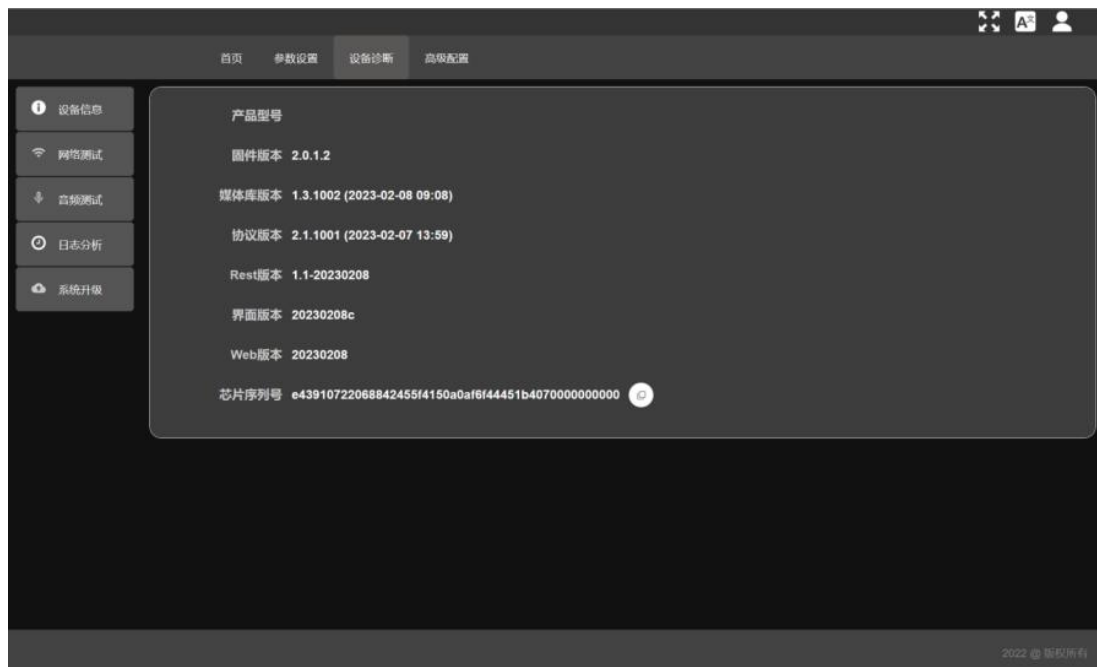 A文
首页 参数设置 设备诊断 高级配置
设备信息
网络测试
音频测试
日志分析
系统升级
产品型号
固件版本 2.0.1.2
媒体库版本 1.3.1002 (2023-02-08 09:08)
协议版本 2.1.1001 (2023-02-07 13:59)
Rest版本 1.1-20230208
界面版本 20230208c
Web版本 20230208
芯片序列号 e43910722068842455f4150a0af6f44451b4070000000000
2022 @ 版权所有